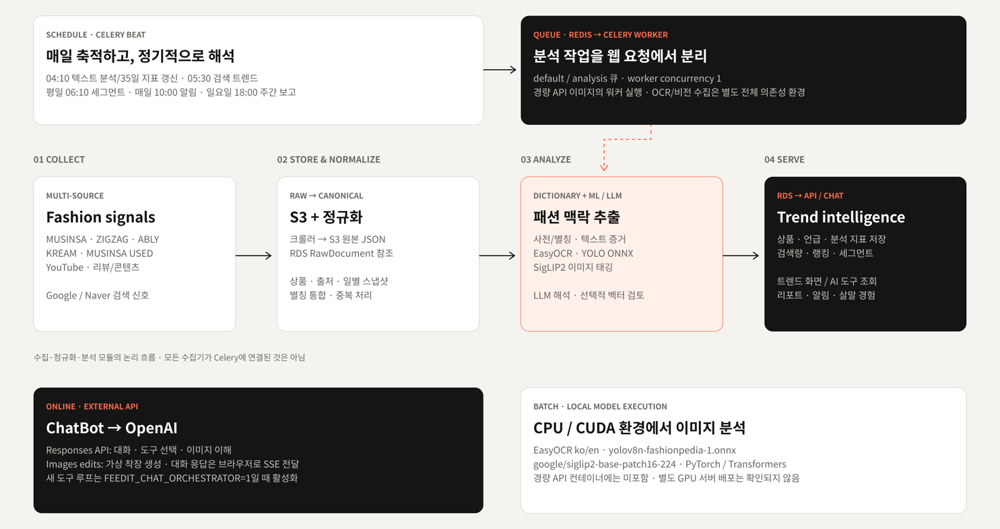 SCHEDULE · CELERY BEAT
매일 축적하고, 정기적으로 해석
04:10 텍스트 분석/35일 지표 갱신 · 05:30 검색 트렌드
평일 06:10 세그먼트 · 매일 10:00 알림 · 일요일 18:00 주간 보고
QUEUE · REDIS → CELERY WORKER
분석 작업을 웹 요청에서 분리
default / analysis 큐 · worker concurrency 1
경량 API 이미지의 워커 실행 · OCR/비전 수집은 별도 전체 의존성 환경
01 COLLECT
MULTI-SOURCE
Fashion signals
MUSINSA · ZIGZAG · ABLY
KREAM · MUSINSA USED
YouTube · 리뷰/콘텐츠
Google / Naver 검색 신호
02 STORE & NORMALIZE
RAW → CANONICAL
S3 + 정규화
크롤러 → S3 원본 JSON
RDS RawDocument 참조
상품 · 출처 · 일별 스냅샷
별칭 통합 · 중복 처리
03 ANALYZE
DICTIONARY + ML / LLM
패션 맥락 추출
사전/별칭 · 텍스트 증거
EasyOCR · YOLO ONNX
SigLIP2 이미지 태깅
LLM 해석 · 선택적 벡터 검토
04 SERVE
RDS → API / CHAT
Trend intelligence
상품 · 언급 · 분석 지표 저장
검색량 · 랭킹 · 세그먼트
트렌드 화면 / AI 도구 조회
리포트 · 알림 · 살말 경험
수집·정규화·분석 모듈의 논리 흐름 · 모든 수집기가 Celery에 연결된 것은 아님
ONLINE · EXTERNAL API
ChatBot → OpenAI
Responses API: 대화 · 도구 선택 · 이미지 이해
Images edits: 가상 착장 생성 · 대화 응답은 브라우저로 SSE 전달
새 도구 루프는 FEEDIT_CHAT_ORCHESTRATOR=1일 때 활성화
BATCH · LOCAL MODEL EXECUTION
CPU / CUDA 환경에서 이미지 분석
EasyOCR ko/en · yolov8n-fashionpedia-1.onnx
google/siglip2-base-patch16-224 · PyTorch / Transformers
경량 API 컨테이너에는 미포함 · 별도 GPU 서버 배포는 확인되지 않음